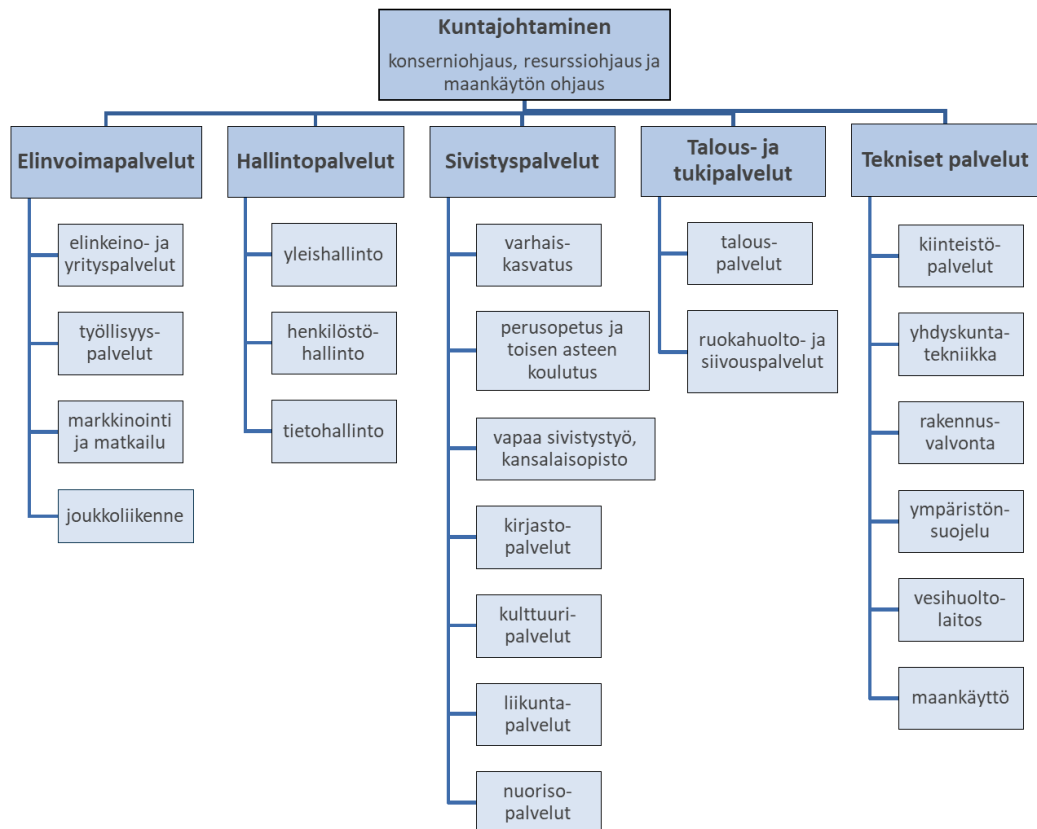 Kuntajohtaminen
konserniohjaus, resurssiohjaus ja
maankäytön ohjaus
Elinvoimapalvelut
elinkeino- ja
yrityspalvelut
työllisyys-
palvelut
markkinointi
ja matkailu
joukkoliikenne
Hallintopalvelut
yleishallinto
henkilöstö-
hallinto
tietohallinto
Sivistyspalvelut
varhais-
kasvatus
perusopetus ja
toisen asteen
koulutus
vapaa sivistystyö,
kansalaisopisto
kirjasto-
palvelut
kulttuuri-
palvelut
liikunta-
palvelut
nuoriso-
palvelut
Talous- ja
tukipalvelut
talous-
palvelut
ruokahuolto- ja
siivouspalvelut
Tekniset palvelut
kiinteistö-
palvelut
yhdyskunta-
tekniikka
rakennus-
valvonta
ympäristön-
suojelu
vesihuolto-
laitos
maankäyttö